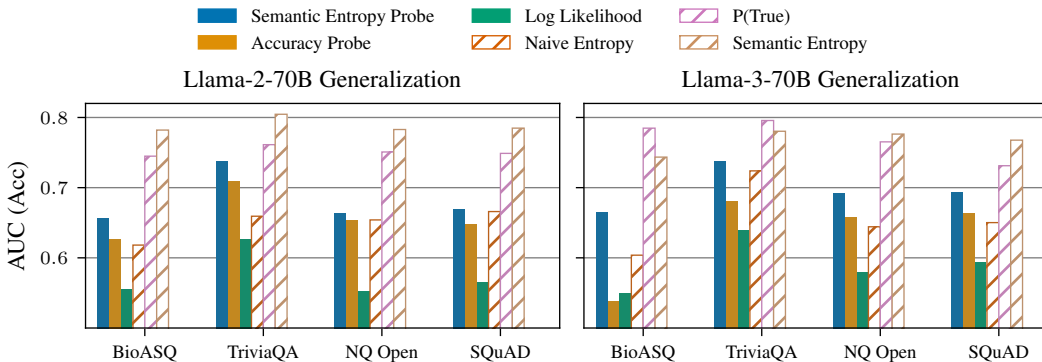 Semantic Entropy Probe Log Likelihood P(True)
Accuracy Probe Naive Entropy Semantic Entropy
Llama-2-70B Generalization Llama-3-70B Generalization
AUC (Acc)
0.8
0.7
0.6
BioASQ TriviaQA NQ Open SQuAD BioASQ TriviaQA NQ Open SQuAD